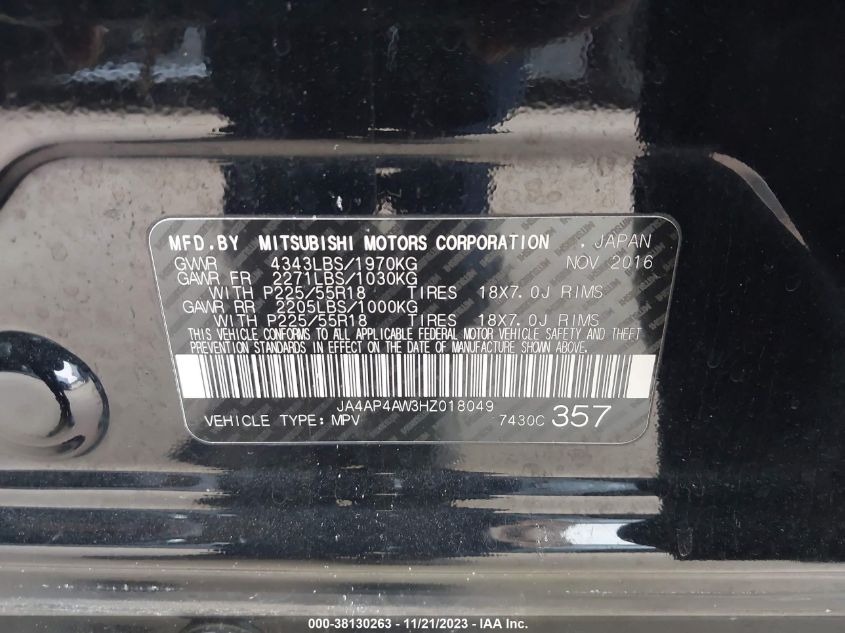 MFD.BY MITSUBISHI MOTORS CORPORATION . JAPAN
GVWR 4343LBS/1970KG NOV 2016
GAWR FR 2271LBS/1030KG
WITH P225/55R18 TIRES 18X7.0J RIMS
GAWR RR 2205LBS/1000KG
WITH P225/55R18 TIRES 18X7.0J RIMS
THIS VEHICLE CONFORMS TO ALL APPLICABLE FEDERAL MOTOR VEHICLE SAFETY AND THEFT
PREVENTION STANDARDS IN EFFECT ON THE DATE OF MANUFACTURE SHOWN ABOVE.
JA4AP4AW3HZ018049
VEHICLE TYPE:MPV 7430C 357
000-38130263 - 11/21/2023 - IAA Inc.